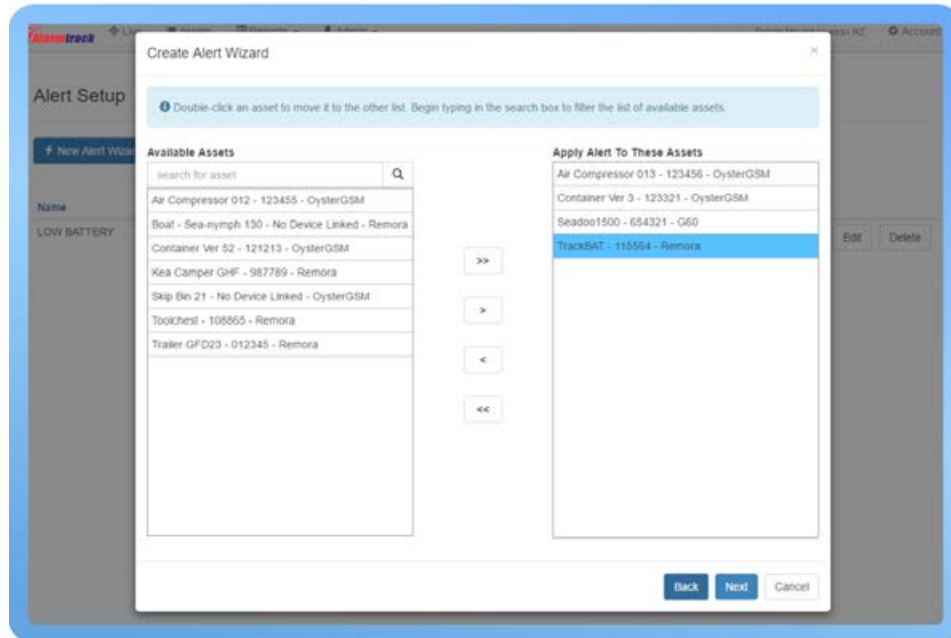 Alarmtrack
Account
Create Alert Wizard
×
Alert Setup
Double-click an asset to move it to the other list. Begin typing in the search box to filter the list of available assets.
New Alert Wizar
Available Assets
Apply Alert To These Assets
search for asset
Air Compressor 012 - 123455 - OysterGSM
Boat - Sea-nymph 130 - No Device Linked - Remora
Container Ver 52 - 121213 - OysterGSM
Kea Camper GHF - 987789 - Remora
Skip Bin 21 - No Device Linked - OysterGSM
Toolchest - 108865 - Remora
Trailer GFD23 - 012345 - Remora
Air Compressor 013 - 123456 - OysterGSM
Container Ver 3 - 123321 - OysterGSM
Seadoo1500 - 654321 - G60
TrackBAT - 115564 - Remora
>>
>
<
<<
Name
LOW BATTERY
Edit
Delete
Back
Next
Cancel